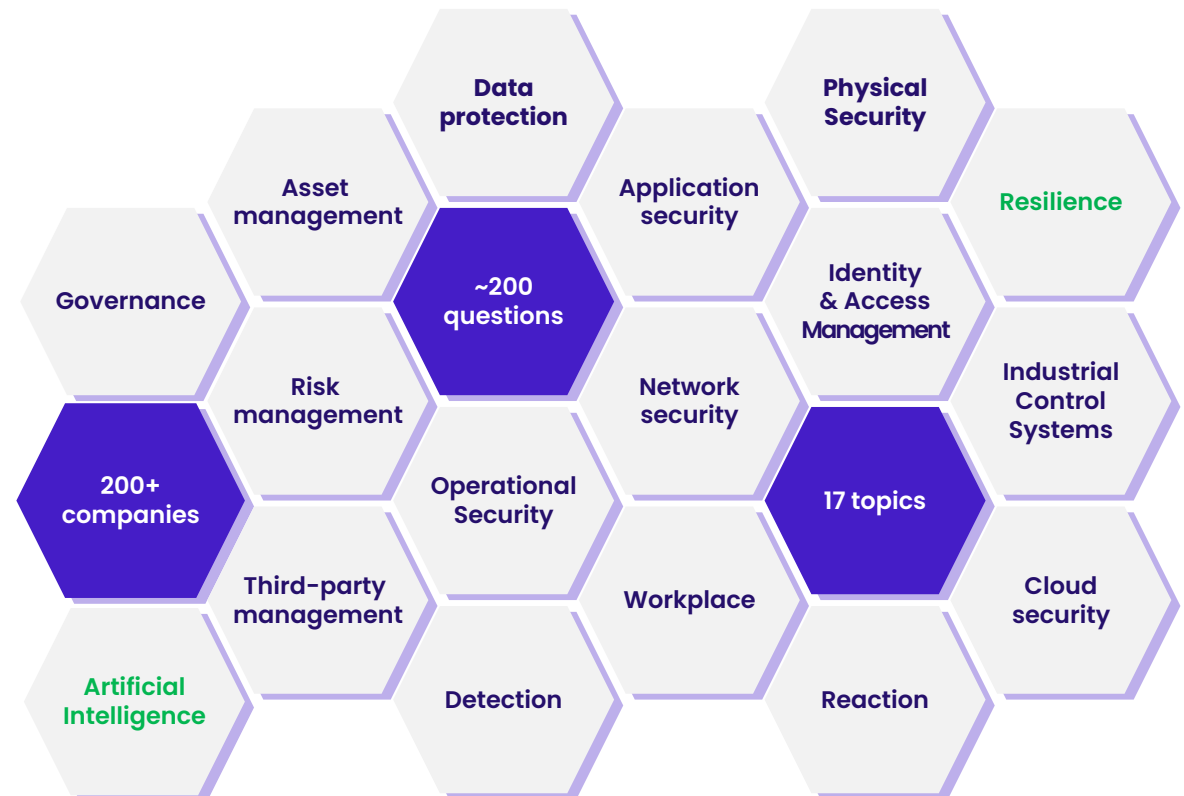 Data
protection
Physical
Security
Asset
management
Application
security
Resilience
Governance
~200
questions
Identity
& Access
Management
Risk
management
Network
security
Industrial
Control
Systems
200+
companies
Operational
Security
17 topics
Third-party
management
Workplace
Cloud
security
Artificial
Intelligence
Detection
Reaction